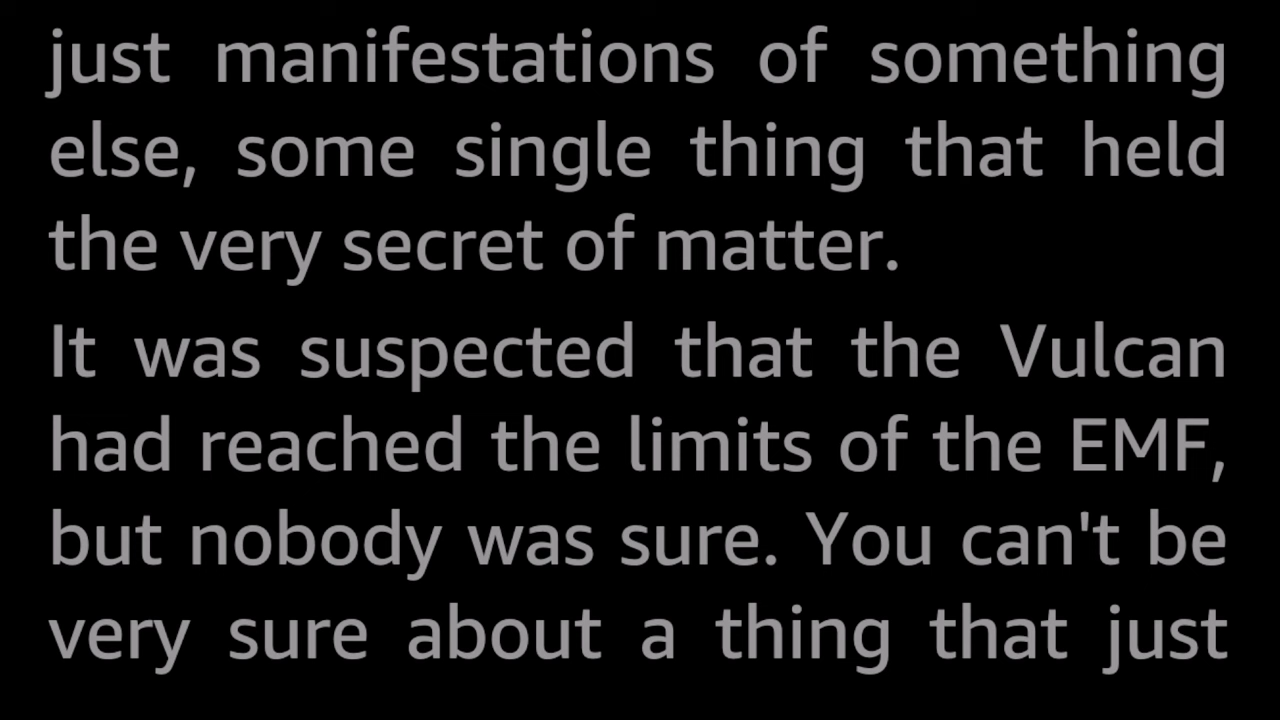 just manifestations of something
else, some single thing that held
the very secret of matter.
It was suspected that the Vulcan
had reached the limits of the EMF,
but nobody was sure. You can't be
very sure about a thing that just